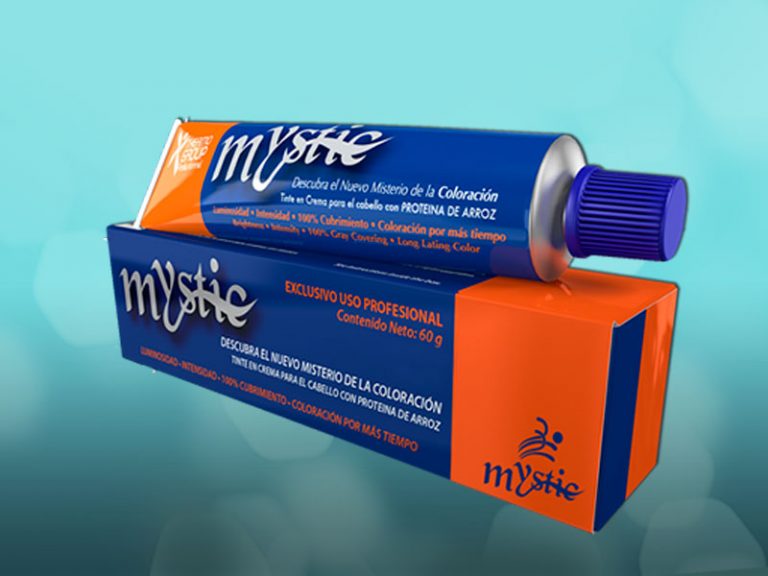 GROUP
mystic
Descubra el Nuevo Misterio de la Coloración
Tinte en Crema para el cabello con PROTEINA DE ARROZ
Luminosidad • Intensidad • 100% Cubrimiento • Coloración por más tiempo
Brightness • Intensity • 100% Gray Covering • Long Lating Color
mystic
EXCLUSIVO USO PROFESIONAL
Contenido Neto: 60 g
DESCUBRA EL NUEVO MISTERIO DE LA COLORACIÓN
TINTE EN CREMA PARA EL CABELLO CON PROTEINA DE ARROZ
LUMINOSIDAD - INTENSIDAD - 100% CUBRIMIENTO - COLORACIÓN POR MÁS TIEMPO
mystic